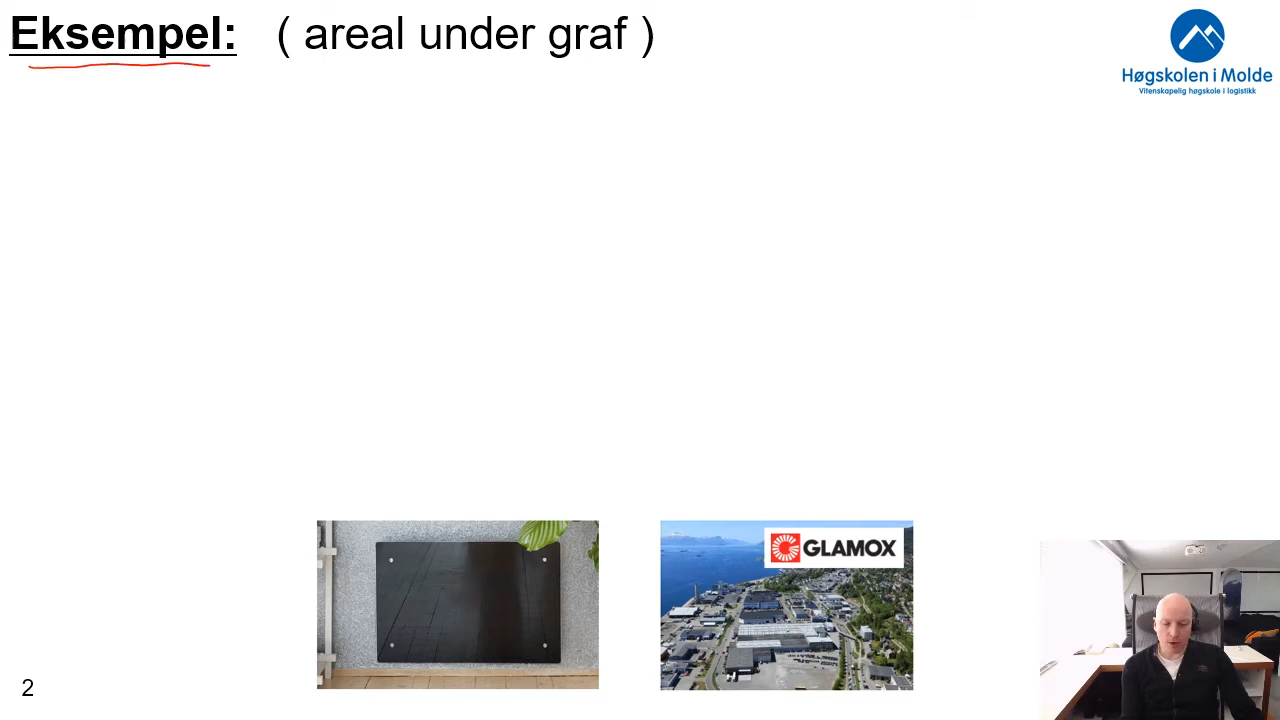 Eksempel: ( areal under graf )
Høgskolen i Molde
Vitenskapelig høgskole i logistikk
GLAMOX
2